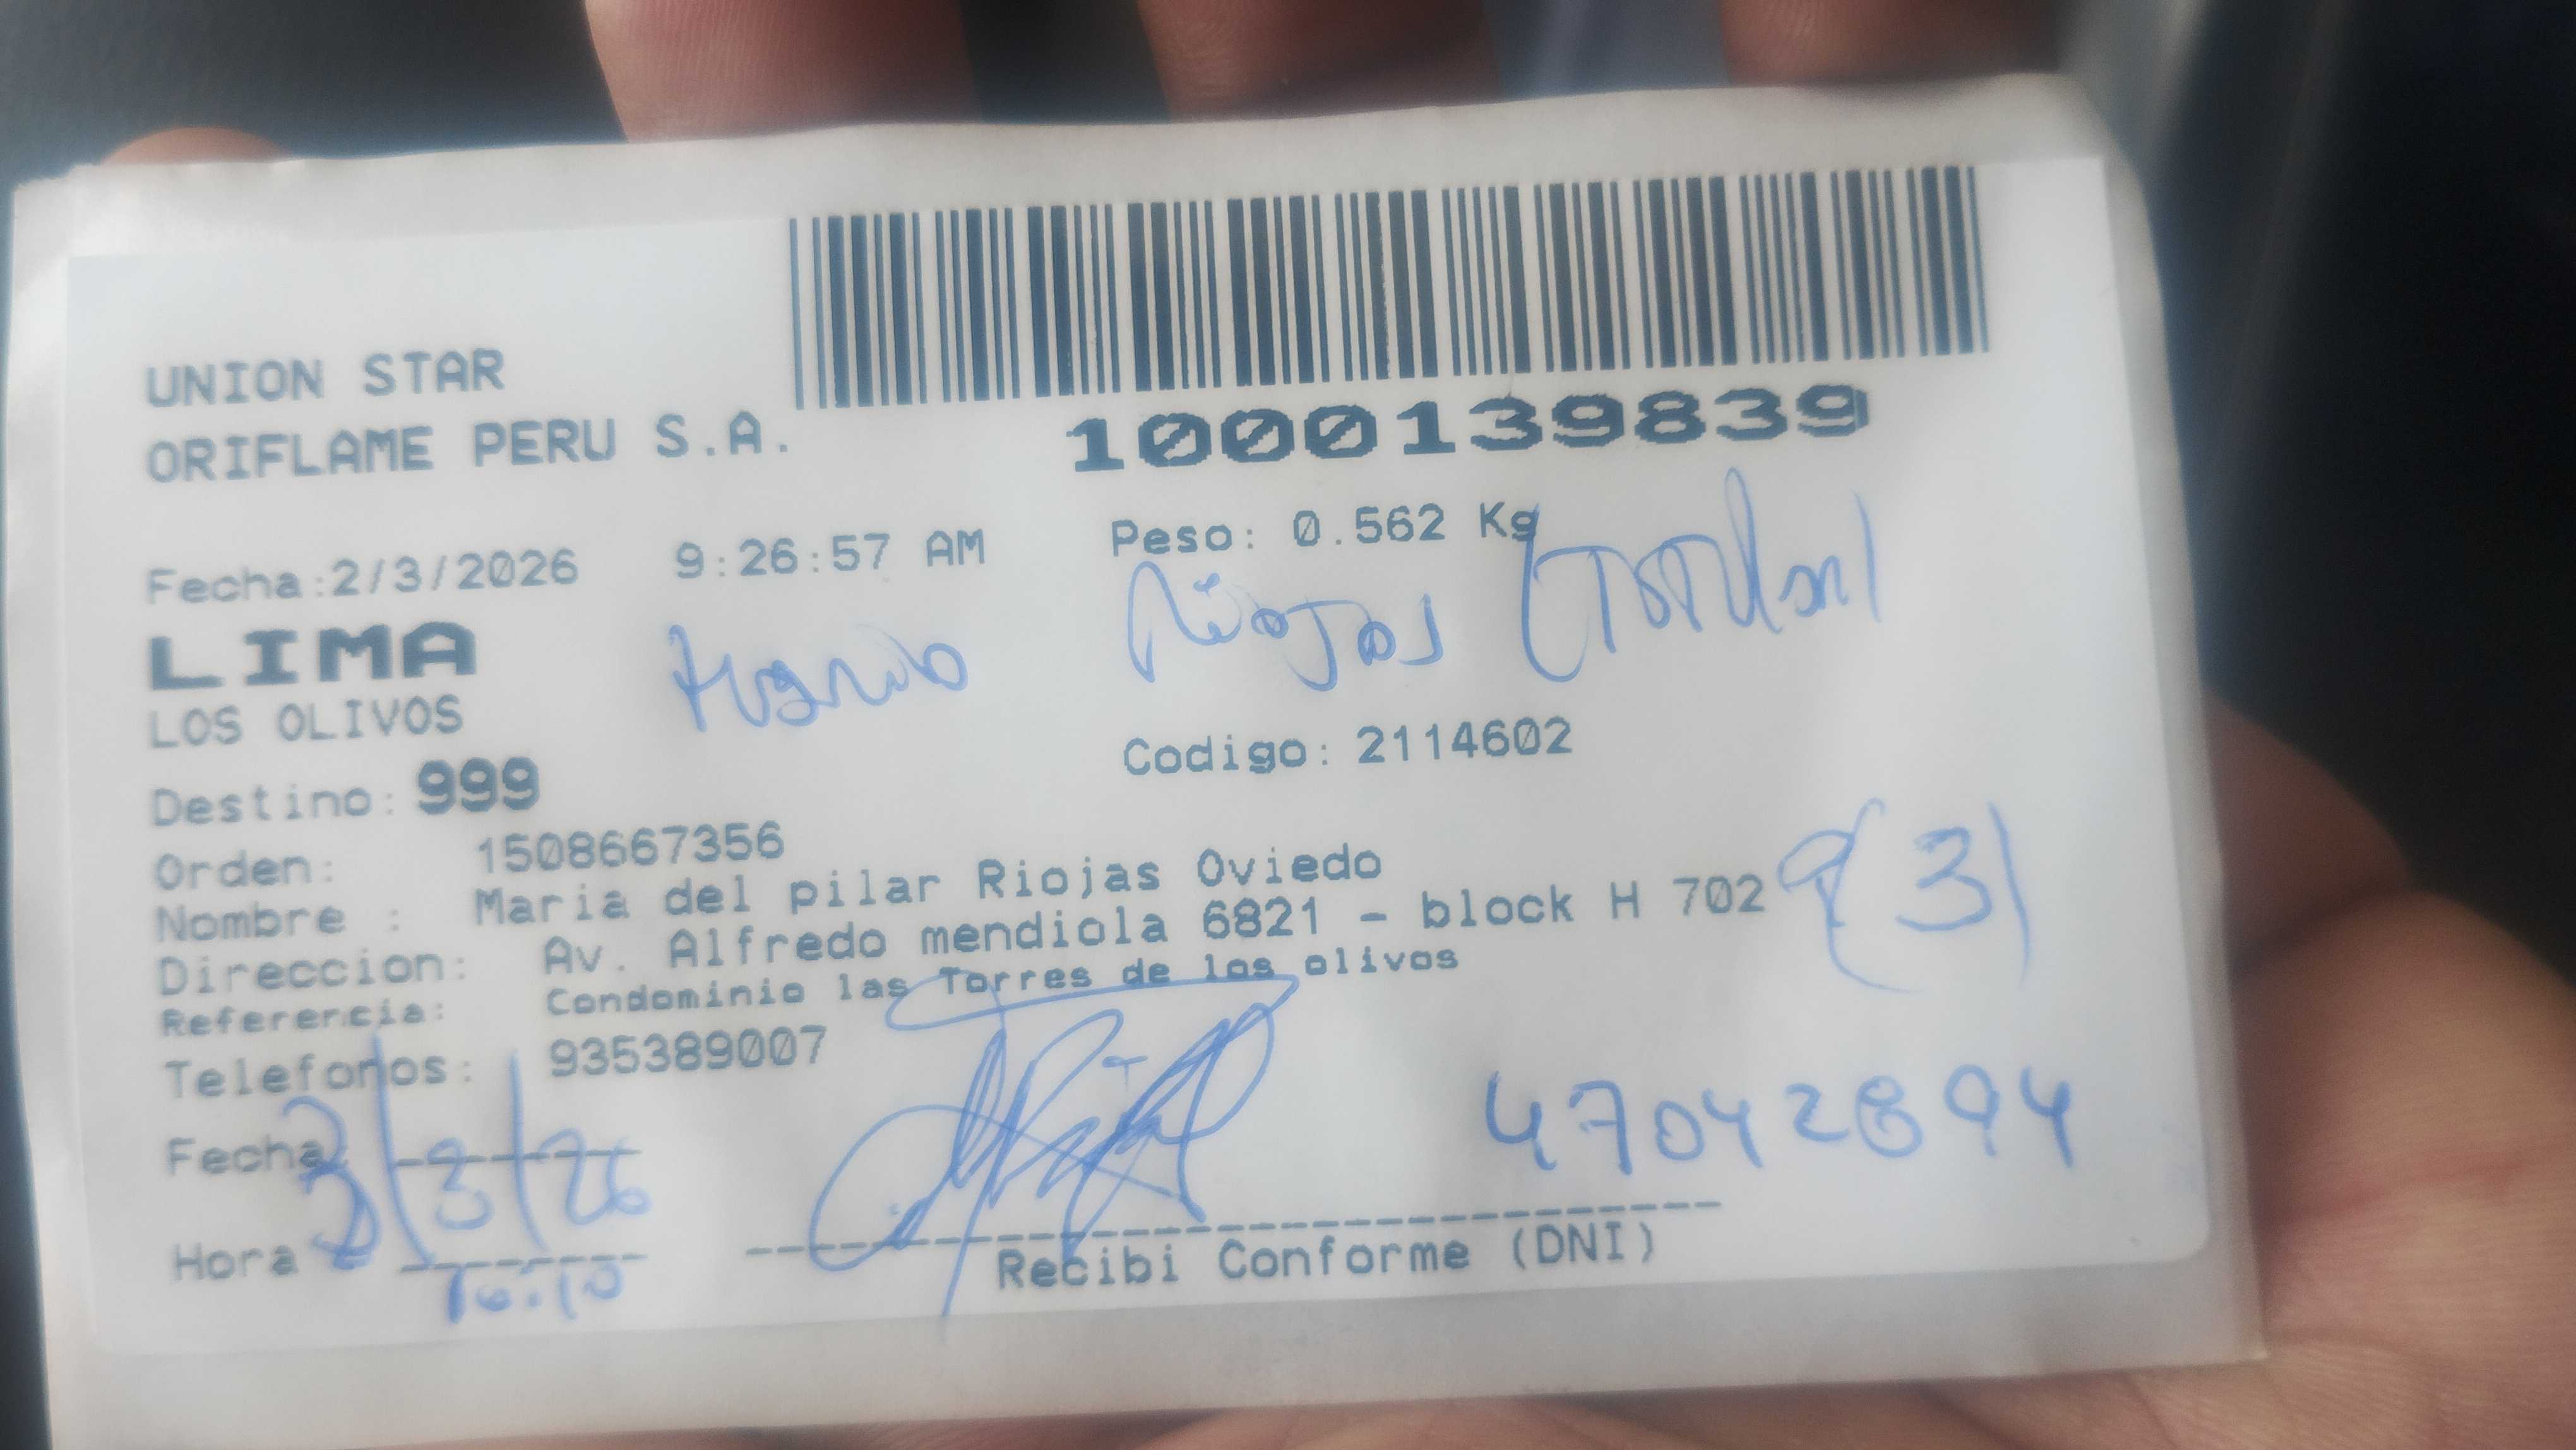 UNION STAR
ORIFLAME PERU S.A.
1000139839
Fecha:2/3/2026 9:26:57 AM Peso: 0.562 Kg
LIMA
Riojas
LOS OLIVOS
Codigo: 2114602
Destino: 999
Orden: 1508667356
Nombre : Maria del pilar Riojas Oviedo
Direccion: Av. Alfredo mendiola 6821 - block H 702
(3)
Referencia: Condominio las Torres de los olivos
Telefonos: 935389007
47042894
Fecha 3/3/26
Hora
Recibi Conforme (DNI)